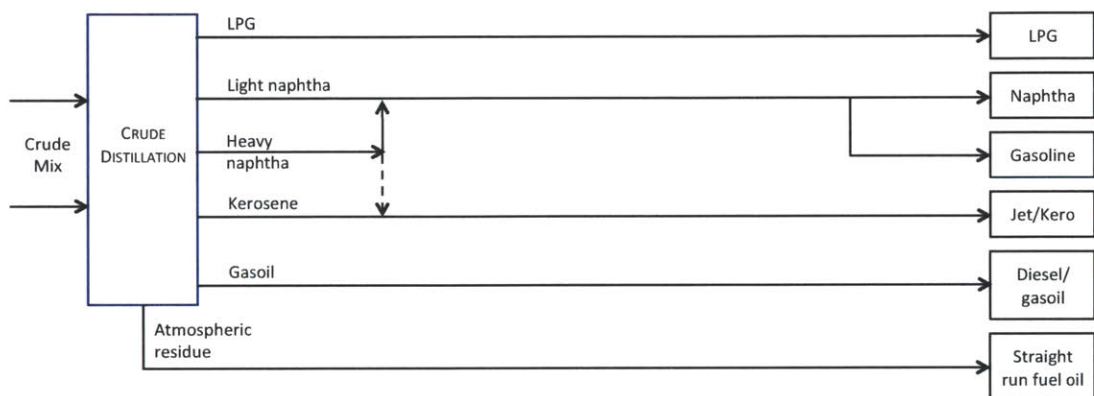 LPG
LPG
Light naphtha
Naphtha
CRUDE
DISTILLATION
Crude
Mix
Heavy
naphtha
Gasoline
Kerosene
Jet/Kero
Gasoil
Diesel/
gasoil
Atmospheric
residue
Straight
run fuel oil